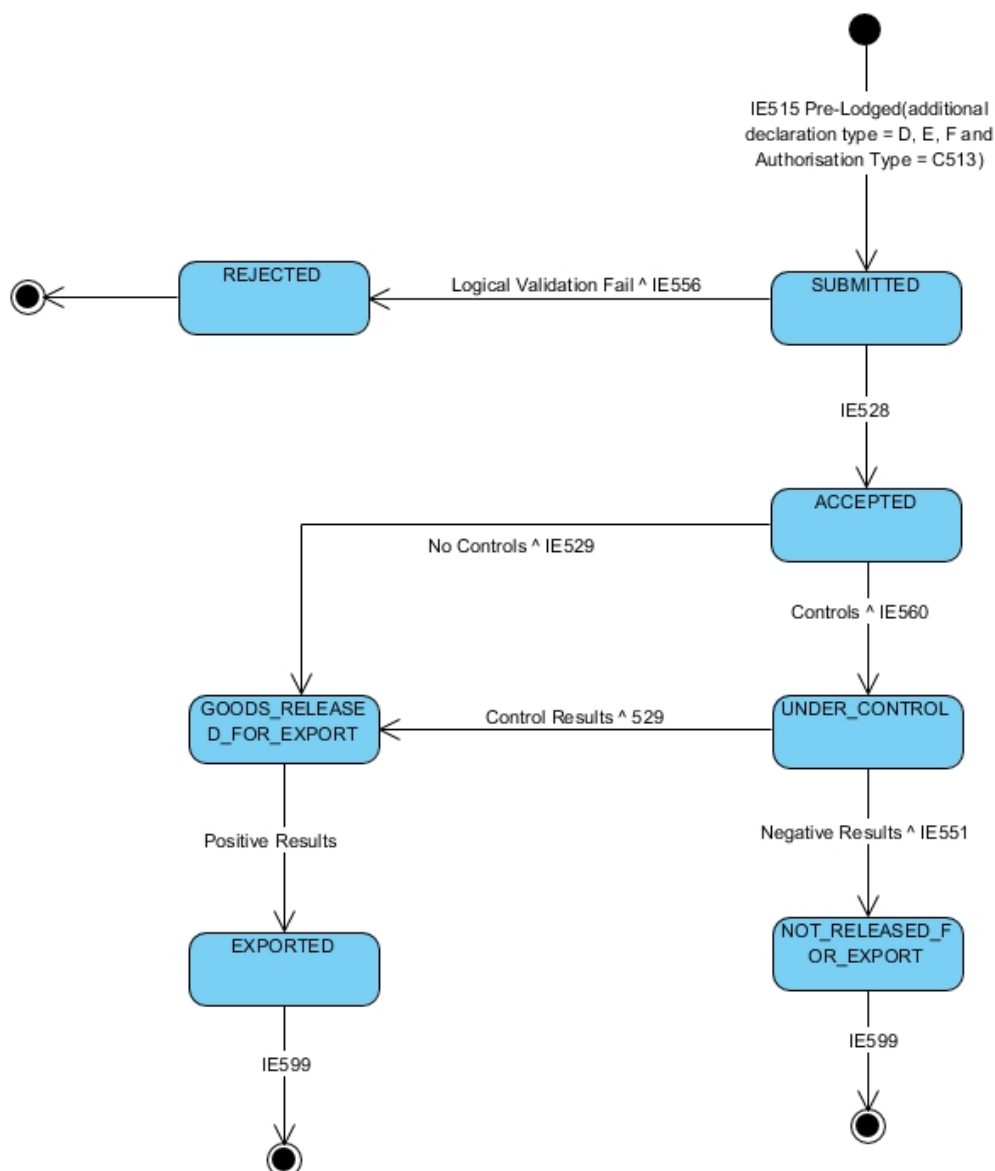 IE515 Pre-Lodged(additional
declaration type = D, E, F and
Authorisation Type = C513)
REJECTED
Logical Validation Fail ^ IE556
SUBMITTED
IE528
ACCEPTED
No Controls ^ IE529
Controls ^ IE560
GOODS_RELEASE
D_FOR_EXPORT
Control Results ^ 529
UNDER_CONTROL
Positive Results
Negative Results ^ IE551
EXPORTED
NOT_RELEASED_F
OR_EXPORT
IE599
IE599